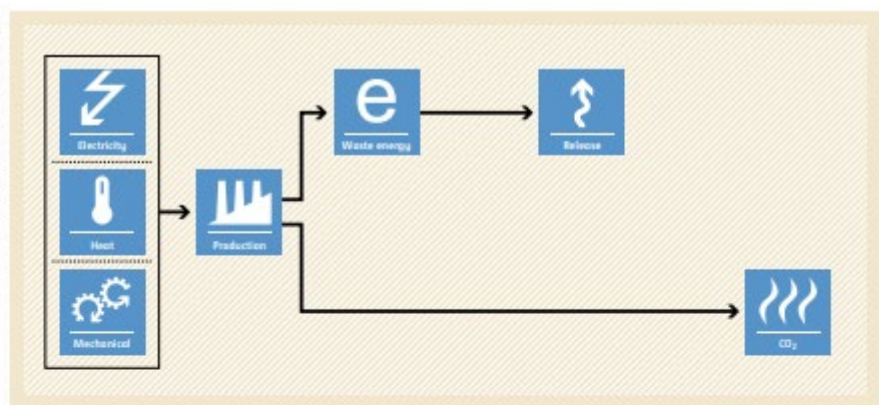 Electricity
Heat
Mechanical
Production
e
Waste energy
Release
CO₂